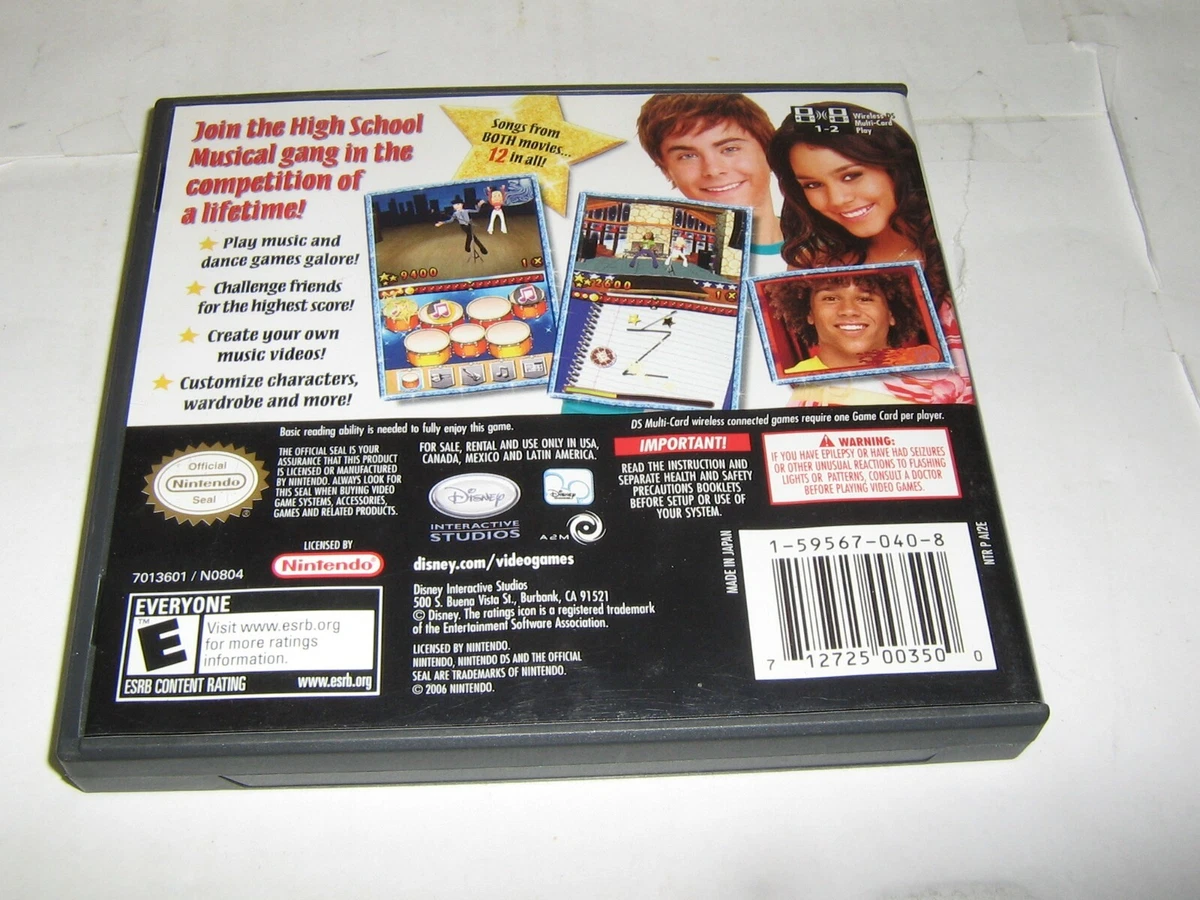 Join the High School
Musical gang in the
competition of
a lifetime!
Play music and
dance games galore!
Challenge friends
for the highest score!
Create your own
music videos!
Customize characters,
wardrobe and more!
Songs from
BOTH movies...
12 in all!
1-2
Wireless DS
Multi-Card
Play
9400
1 x
2600
1 x
Basic reading ability is needed to fully enjoy this game.
DS Multi-Card wireless connected games require one Game Card per player.
Official
Nintendo
Seal
®
THE OFFICIAL SEAL IS YOUR
ASSURANCE THAT THIS PRODUCT
IS LICENSED OR MANUFACTURED
BY NINTENDO. ALWAYS LOOK FOR
THIS SEAL WHEN BUYING VIDEO
GAME SYSTEMS, ACCESSORIES,
GAMES AND RELATED PRODUCTS.
FOR SALE, RENTAL AND USE ONLY IN USA,
CANADA, MEXICO AND LATIN AMERICA.
Disney
INTERACTIVE
STUDIOS
Disney
A2M
IMPORTANT!
READ THE INSTRUCTION AND
SEPARATE HEALTH AND SAFETY
PRECAUTIONS BOOKLETS
BEFORE SETUP OR USE OF
YOUR SYSTEM.
WARNING:
IF YOU HAVE EPILEPSY OR HAVE HAD SEIZURES
OR OTHER UNUSUAL REACTIONS TO FLASHING
LIGHTS OR PATTERNS, CONSULT A DOCTOR
BEFORE PLAYING VIDEO GAMES.
LICENSED BY
Nintendo®
7013601 / N0804
EVERYONE
E
™
Visit www.esrb.org
for more ratings
information.
ESRB CONTENT RATING www.esrb.org
disney.com/videogames
Disney Interactive Studios
500 S. Buena Vista St., Burbank, CA 91521
© Disney. The ratings icon is a registered trademark
of the Entertainment Software Association.
LICENSED BY NINTENDO.
NINTENDO, NINTENDO DS AND THE OFFICIAL
SEAL ARE TRADEMARKS OF NINTENDO.
© 2006 NINTENDO.
MADE IN JAPAN
1-59567-040-8
7 12725 00350 0
NTR P AI2E